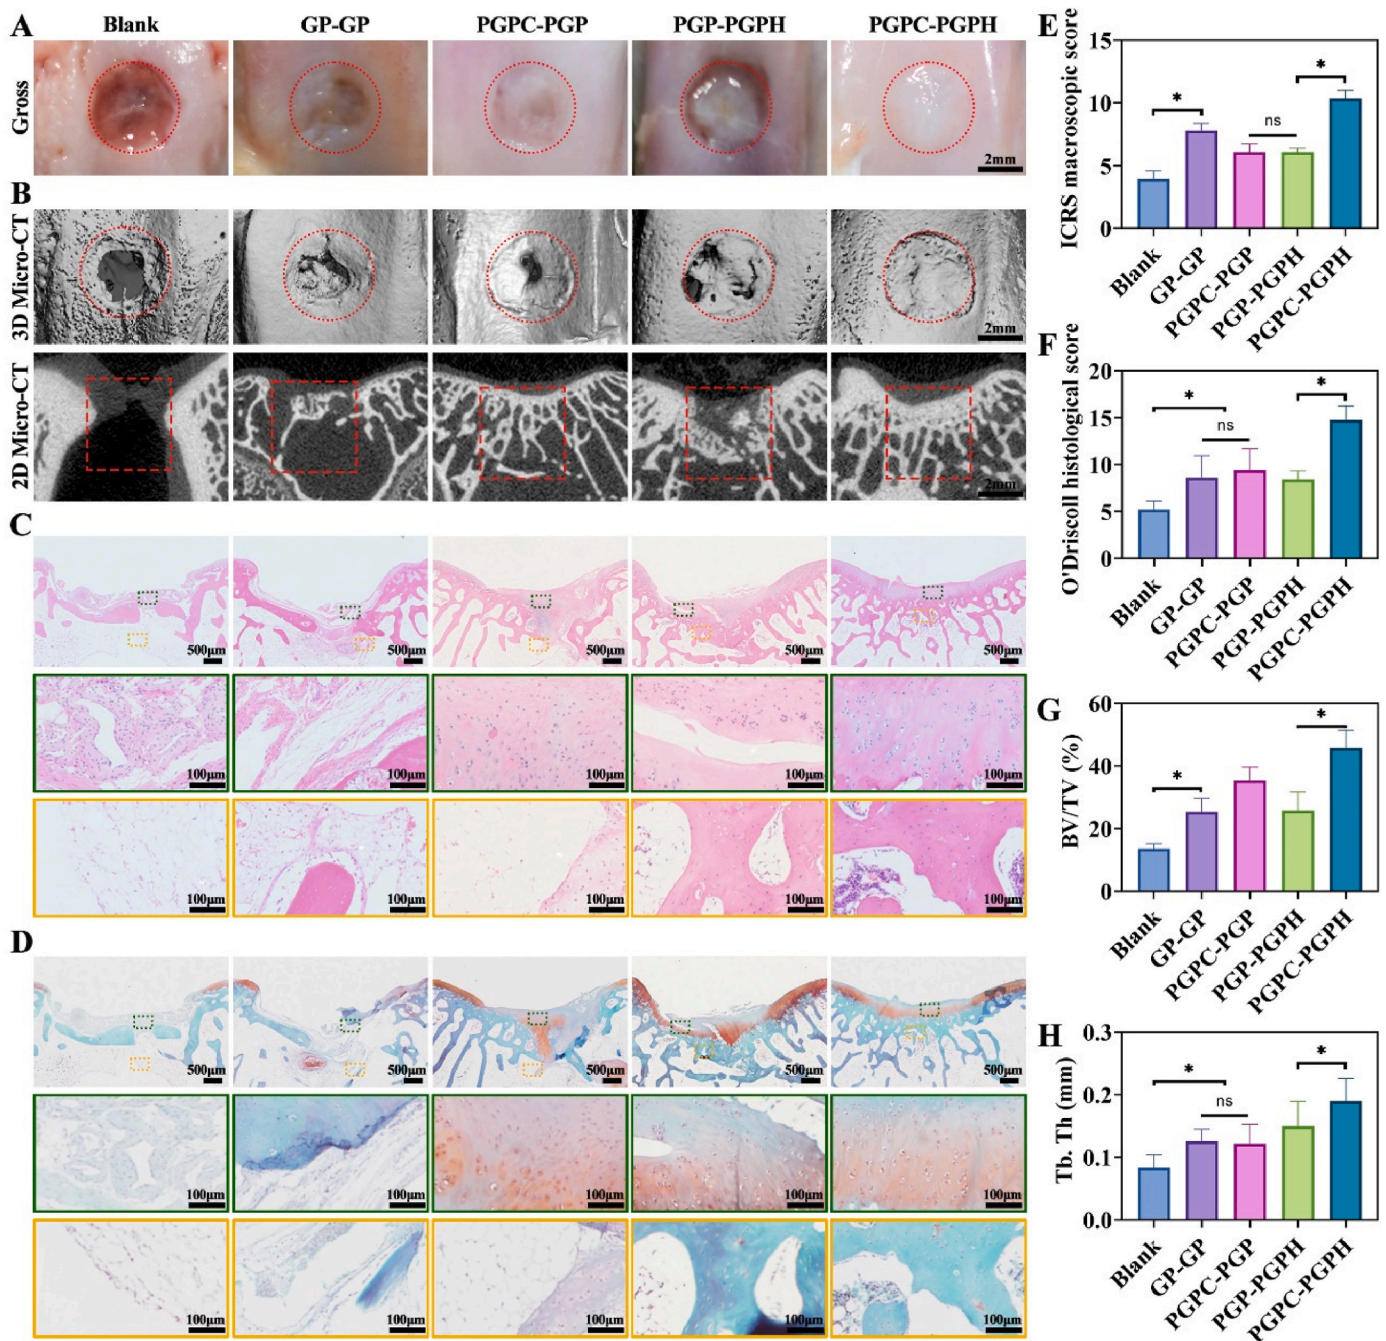 A
Blank
GP-GP
PGPC-PGP
PGP-PGPH
PGPC-PGPH
Gross
2mm
B
3D Micro-CT
2mm
2D Micro-CT
2mm
C
500μm
500μm
500μm
500μm
500μm
100μm
100μm
100μm
100μm
100μm
100μm
100μm
100μm
100μm
100μm
D
500μm
500μm
500μm
500μm
500μm
100μm
100μm
100μm
100μm
100μm
100μm
100μm
100μm
100μm
100μm
E
ICRS macroscopic score
15
10
5
0
*
ns
*
Blank
GP-GP
PGPC-PGP
PGP-PGPH
PGPC-PGPH
F
O'Driscoll histological score
20
15
10
5
0
*
ns
*
Blank
GP-GP
PGPC-PGP
PGP-PGPH
PGPC-PGPH
G
BV/TV (%)
60
40
20
0
*
*
Blank
GP-GP
PGPC-PGP
PGP-PGPH
PGPC-PGPH
H
Tb. Th (mm)
0.3
0.2
0.1
0.0
*
ns
*
Blank
GP-GP
PGPC-PGP
PGP-PGPH
PGPC-PGPH